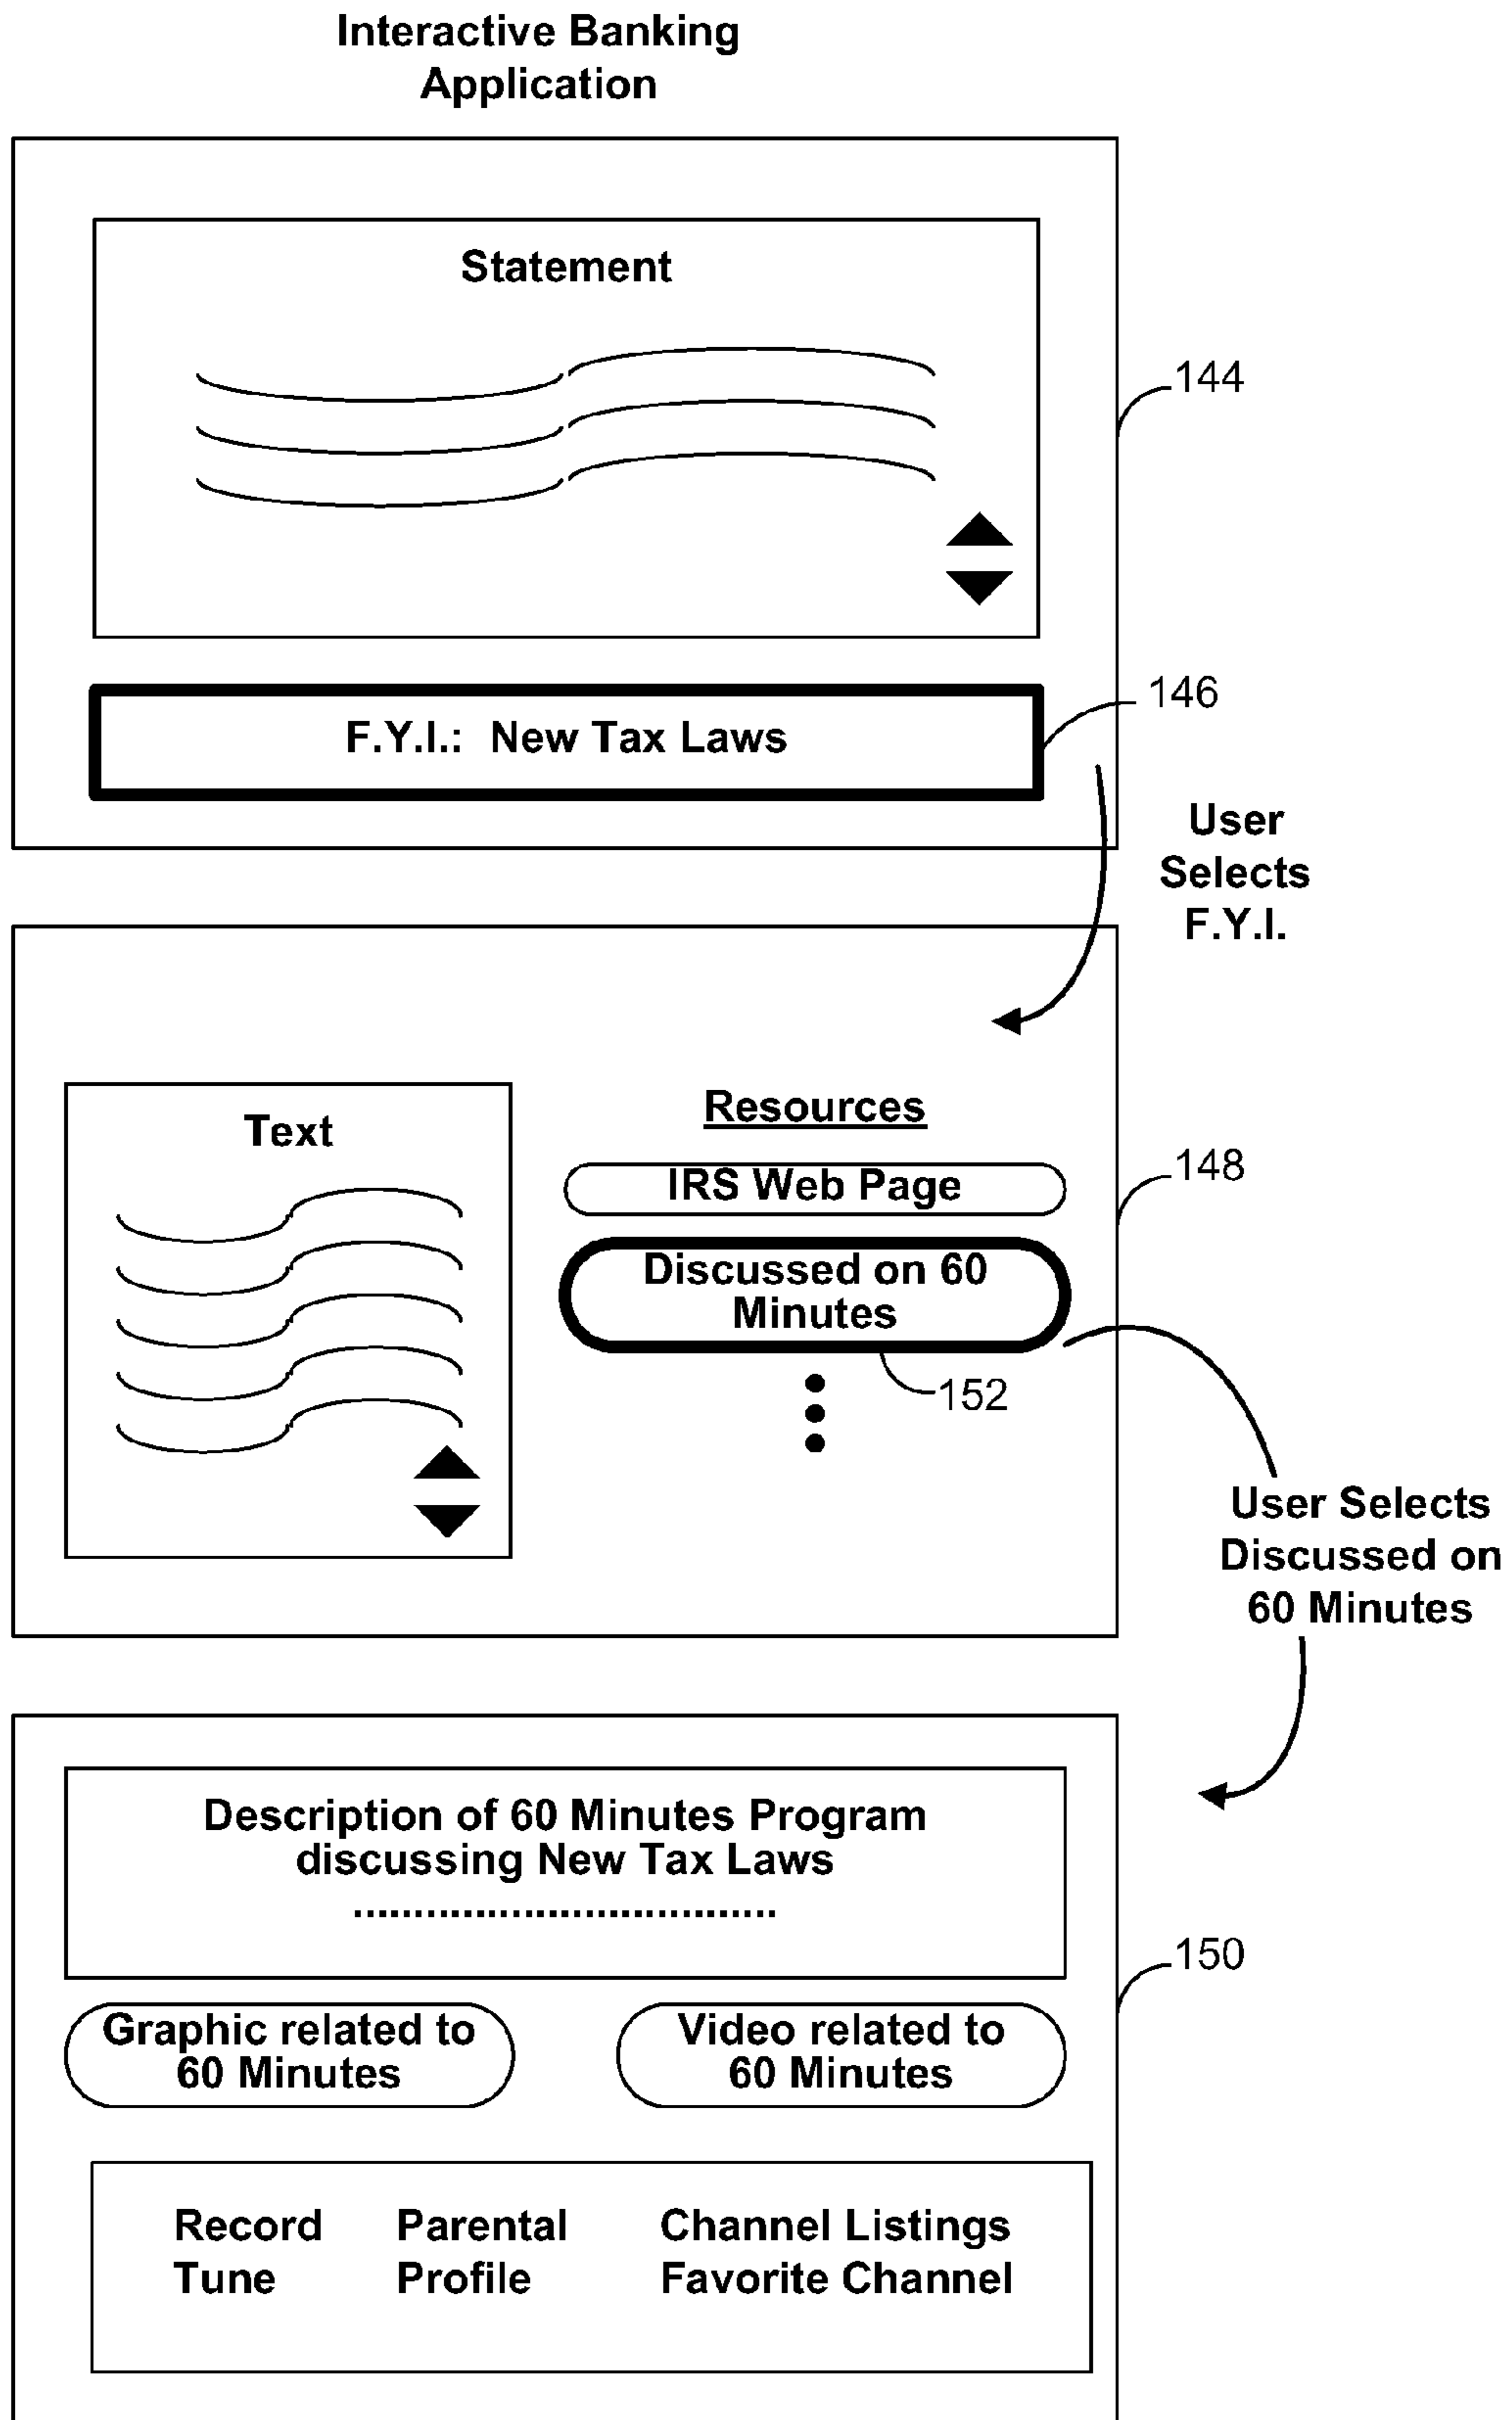 Interactive Banking
Application
Statement
144
146
F.Y.I.: New Tax Laws
User
Selects
F.Y.I.
Text
Resources
IRS Web Page
148
Discussed on 60
Minutes
152
User Selects
Discussed on
60 Minutes
Description of 60 Minutes Program
discussing New Tax Laws
150
Graphic related to
60 Minutes
Video related to
60 Minutes
Record Parental Channel Listings
Tune Profile Favorite Channel